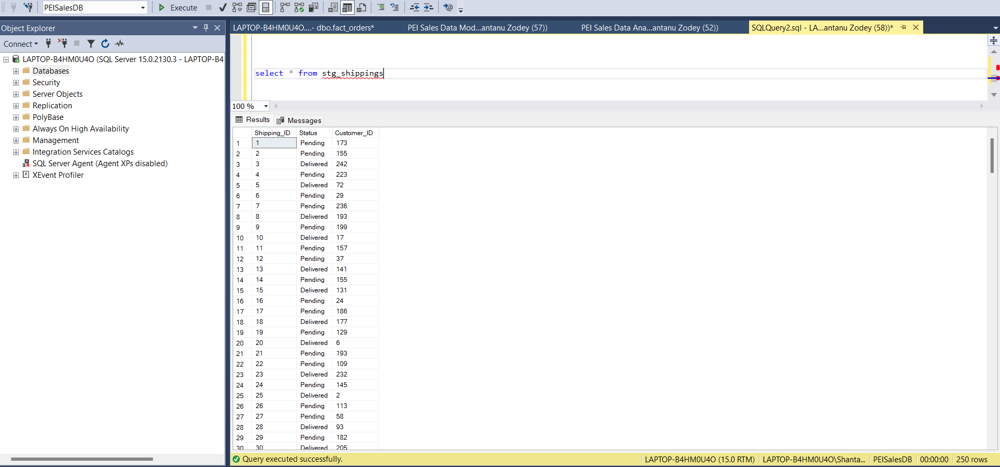 PEISalesDB Execute
Object Explorer
Connect
LAPTOP-B4HM0U4O (SQL Server 15.0.2130.3 - LAPTOP-B4
Databases
Security
Server Objects
Replication
PolyBase
Always On High Availability
Management
Integration Services Catalogs
SQL Server Agent (Agent XPs disabled)
XEvent Profiler
LAPTOP-B4HM0U4O....- dbo.fact_orders* PEI Sales Data Mod...antanu Zodey (57)) PEI Sales Data Ana...antanu Zodey (52)) SQLQuery2.sql - LA...antanu Zodey (58))*
select * from stg_shippings
100 %
Results Messages
Shipping_ID Status Customer_ID
1 1 Pending 173
2 2 Pending 155
3 3 Delivered 242
4 4 Pending 223
5 5 Delivered 72
6 6 Pending 29
7 7 Pending 236
8 8 Delivered 193
9 9 Pending 199
10 10 Delivered 17
11 11 Pending 157
12 12 Pending 37
13 13 Delivered 141
14 14 Pending 155
15 15 Delivered 131
16 16 Pending 24
17 17 Pending 186
18 18 Delivered 177
19 19 Pending 129
20 20 Delivered 6
21 21 Pending 193
22 22 Pending 109
23 23 Delivered 232
24 24 Pending 145
25 25 Delivered 2
26 26 Pending 113
27 27 Pending 58
28 28 Delivered 93
29 29 Pending 182
30 30 Delivered 205
Query executed successfully. LAPTOP-B4HM0U4O (15.0 RTM) LAPTOP-B4HM0U4O\Shanta... PEISalesDB 00:00:00 250 rows